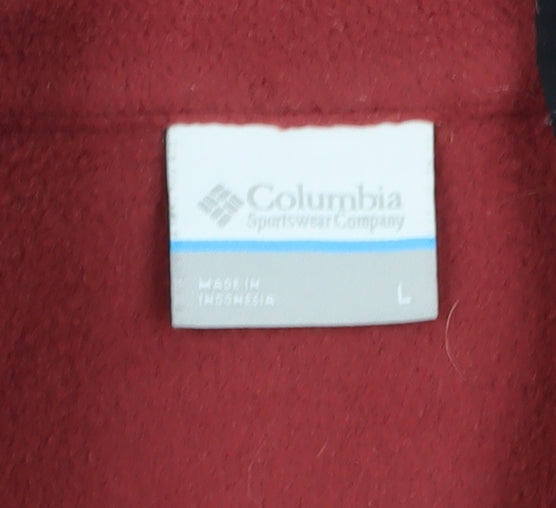 Columbia
Sportswear Company
MADE IN
INDONESIA
L